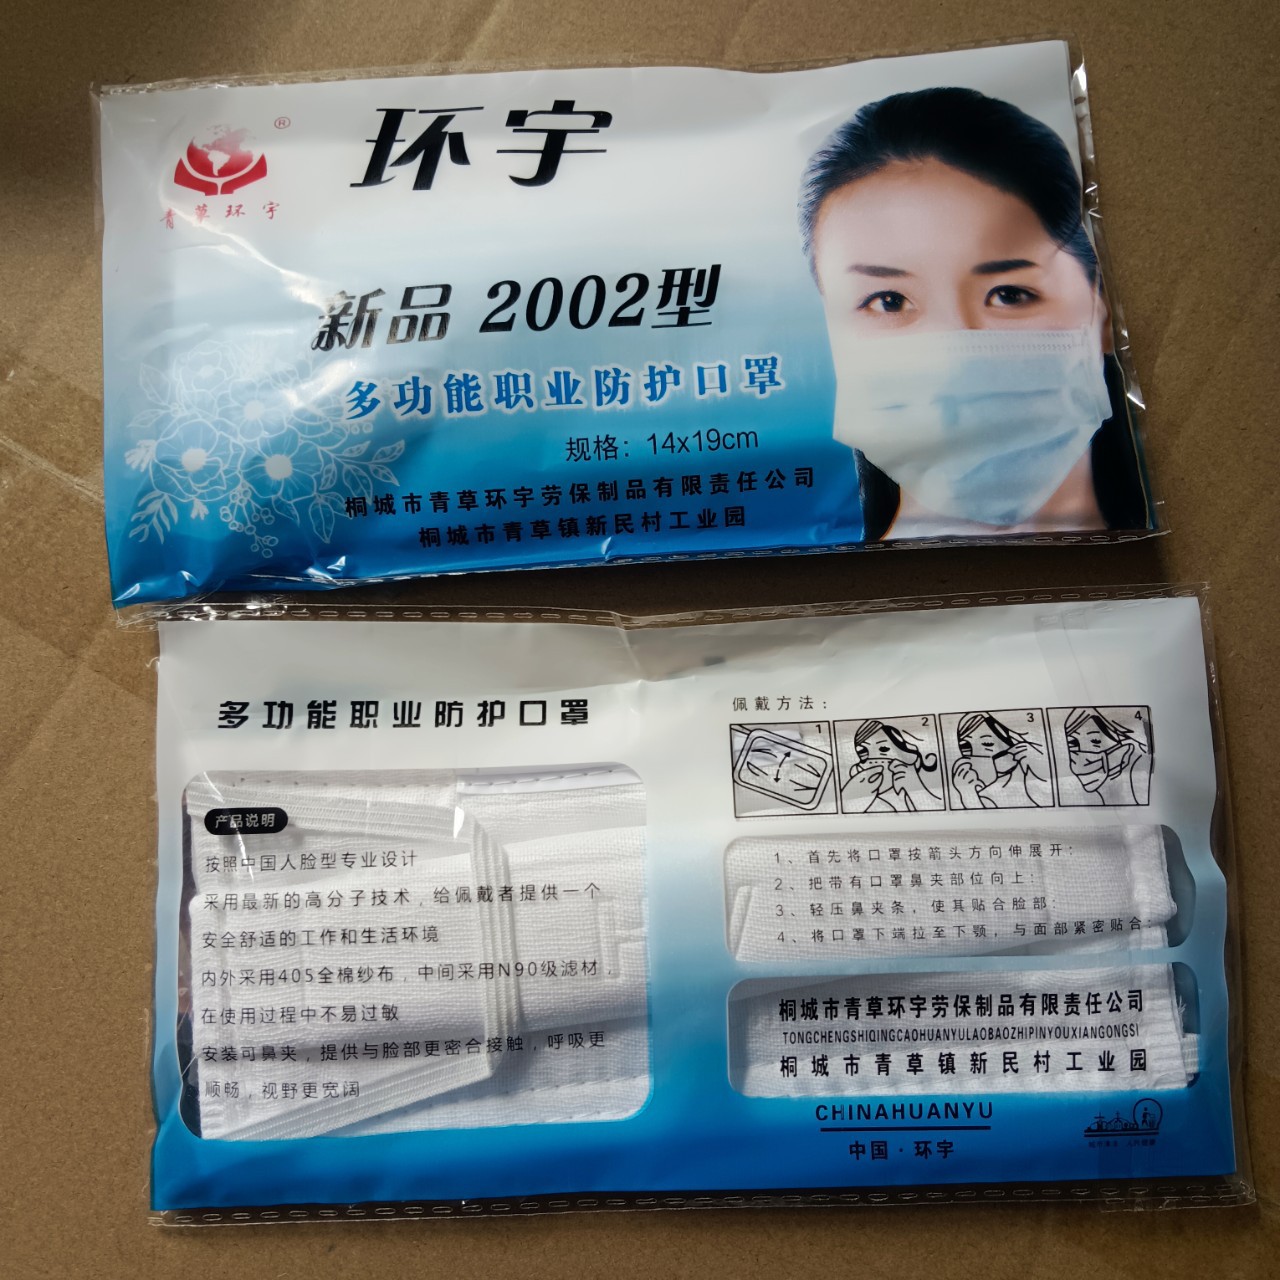 ®
青草环宇
环宇
新品 2002型
多功能职业防护口罩
规格：14x19cm
桐城市青草环宇劳保制品有限责任公司
桐城市青草镇新民村工业园
多功能职业防护口罩
产品说明
按照中国人脸型专业设计
采用最新的高分子技术，给佩戴者提供一个
安全舒适的工作和生活环境
内外采用40S全棉纱布，中间采用N90级滤材，
在使用过程中不易过敏
安装可鼻夹，提供与脸部更密合接触，呼吸更
顺畅，视野更宽阔
佩戴方法：
1 2 3 4
1、首先将口罩按箭头方向伸展开；
2、把带有口罩鼻夹部位向上；
3、轻压鼻夹条，使其贴合脸部；
4、将口罩下端拉至下颚，与面部紧密贴合；
桐城市青草环宇劳保制品有限责任公司
TONGCHENGSHIQINGCAOHUANYULAOBAOZHIPINYOUXIANGONGSI
桐城市青草镇新民村工业园
CHINAHUANYU
中国·环宇